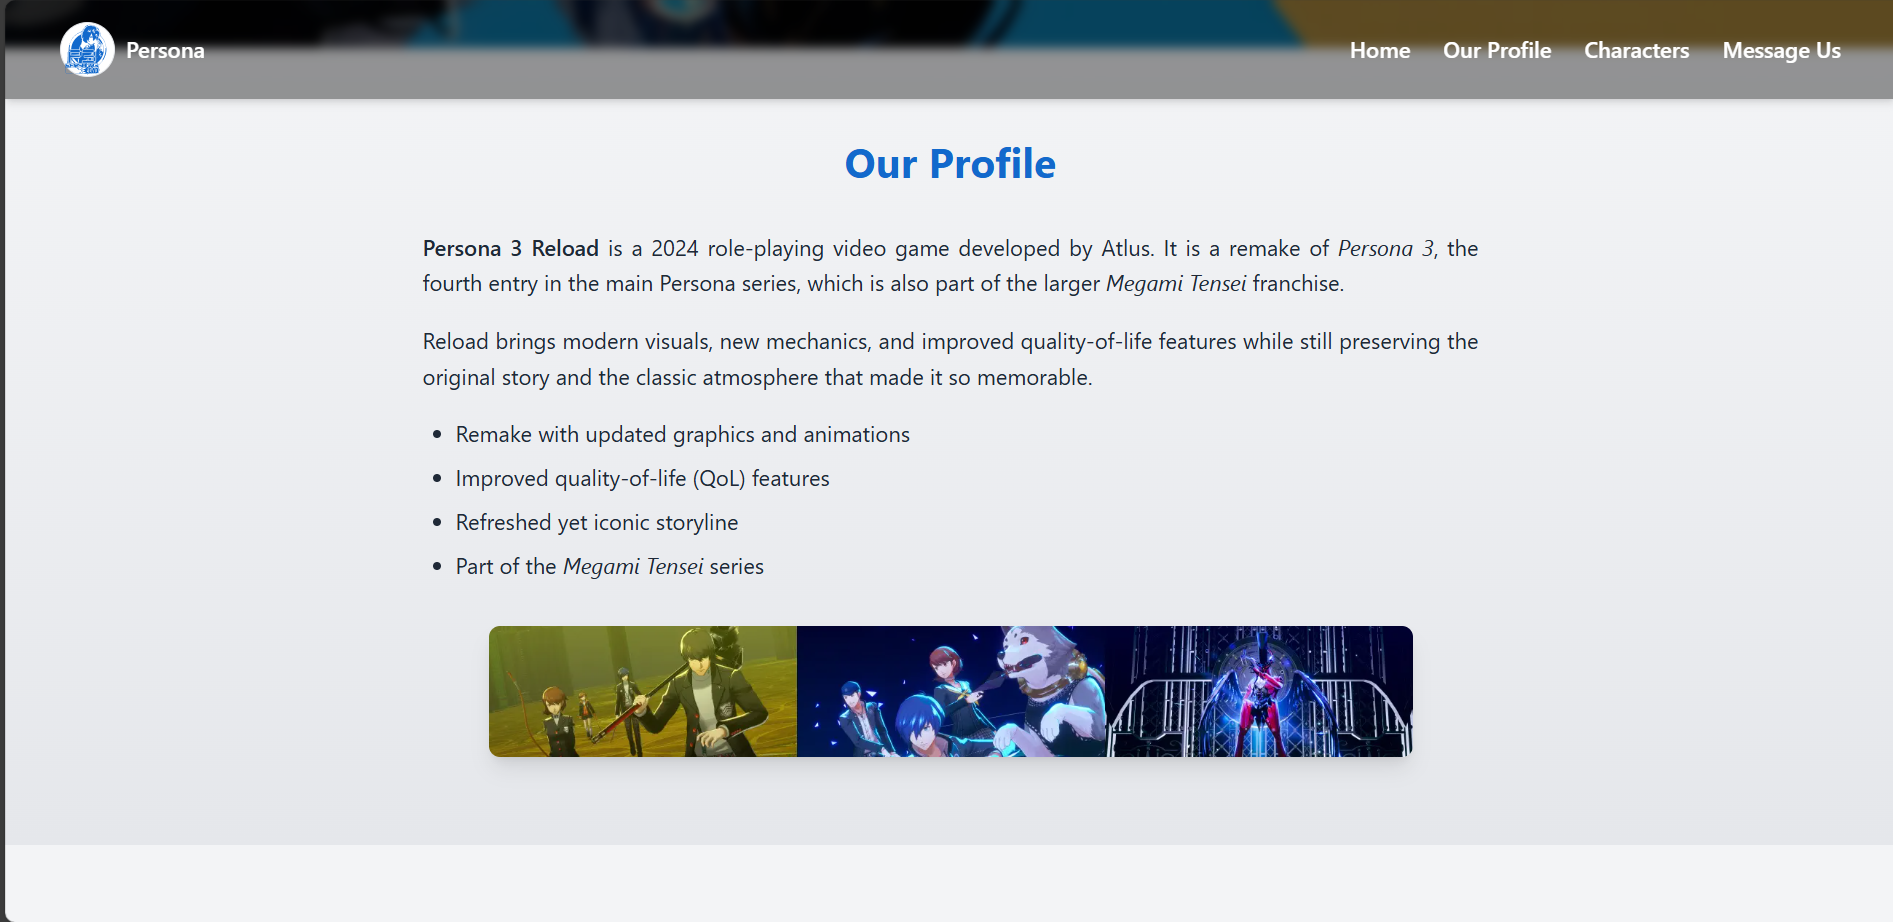 Persona
Home
Our Profile
Characters
Message Us
Our Profile
Persona 3 Reload is a 2024 role-playing video game developed by Atlus. It is a remake of Persona 3, the
fourth entry in the main Persona series, which is also part of the larger Megami Tensei franchise.
Reload brings modern visuals, new mechanics, and improved quality-of-life features while still preserving the
original story and the classic atmosphere that made it so memorable.
Remake with updated graphics and animations
Improved quality-of-life (QoL) features
Refreshed yet iconic storyline
Part of the Megami Tensei series